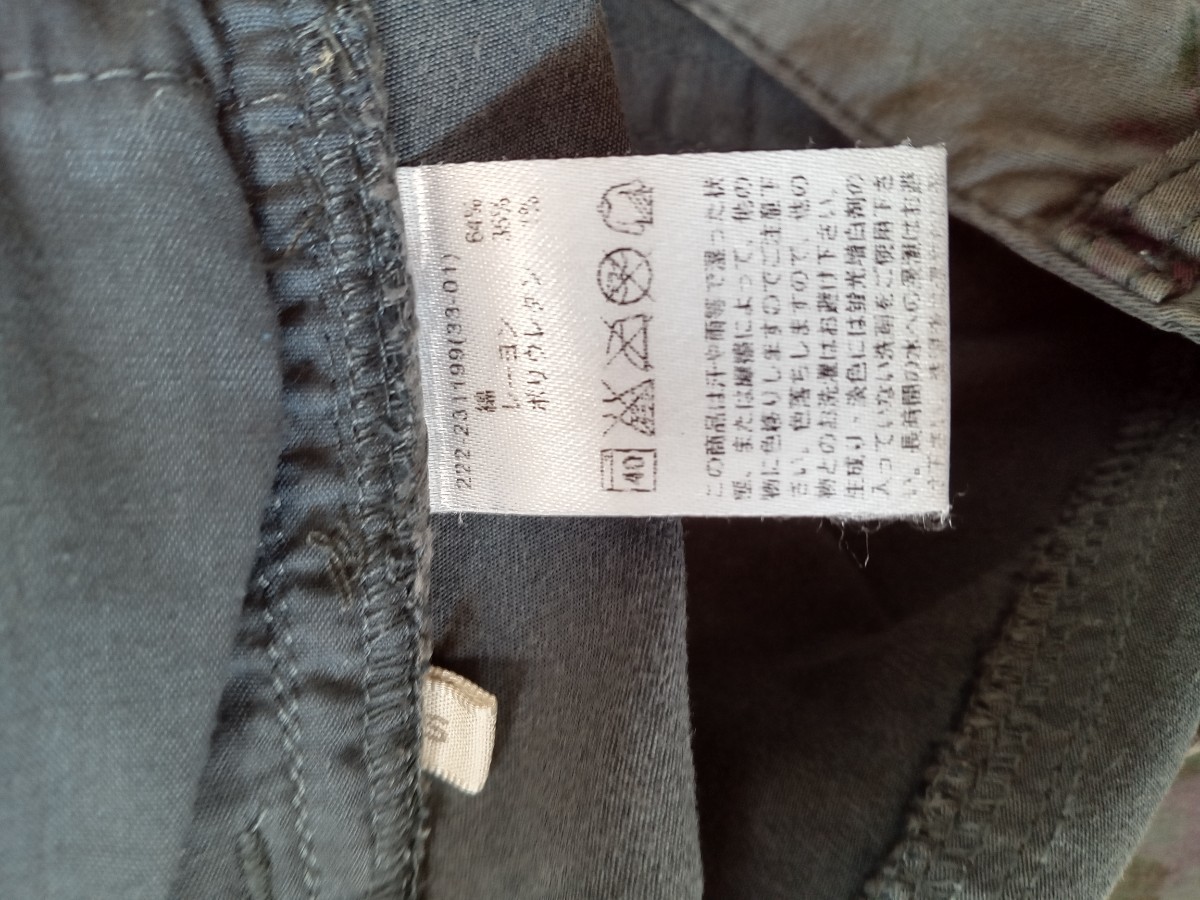 222-231199(33-01)
綿 64%
レーヨン 35%
ポリウレタン 1%
40
この商品は汗や雨等で湿った状
態、または摩擦によって、他の
物に色移りしますのでご注意下
さい。色落ちしますので、他の
物とのお洗濯はお避け下さい。
生成り・淡色には蛍光増白剤の
入っていない洗剤をご使用下さ
い。長時間の水への浸漬はお避